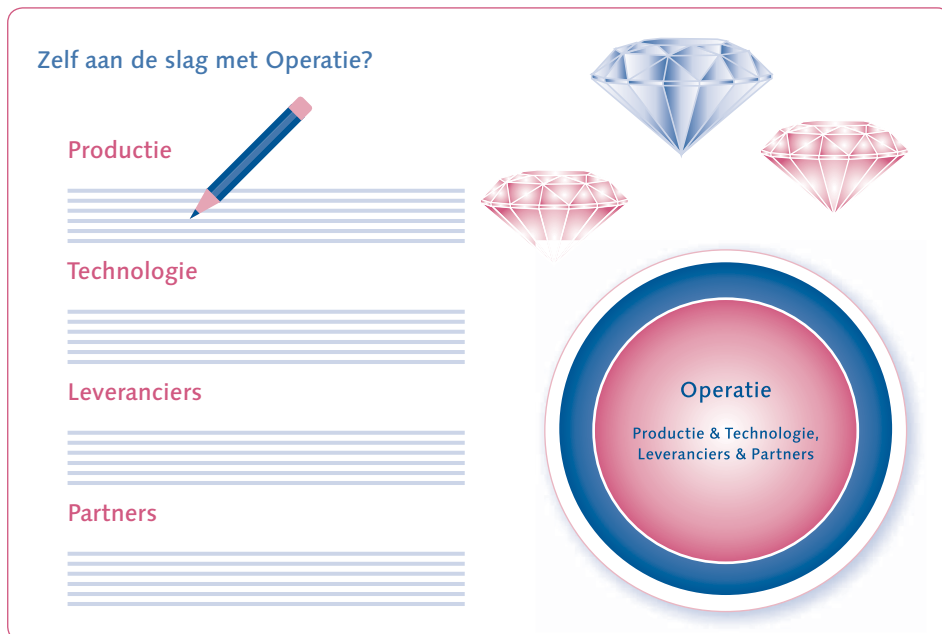 Zelf aan de slag met Operatie?
Productie
Technologie
Leveranciers
Partners
Operatie
Productie & Technologie,
Leveranciers & Partners